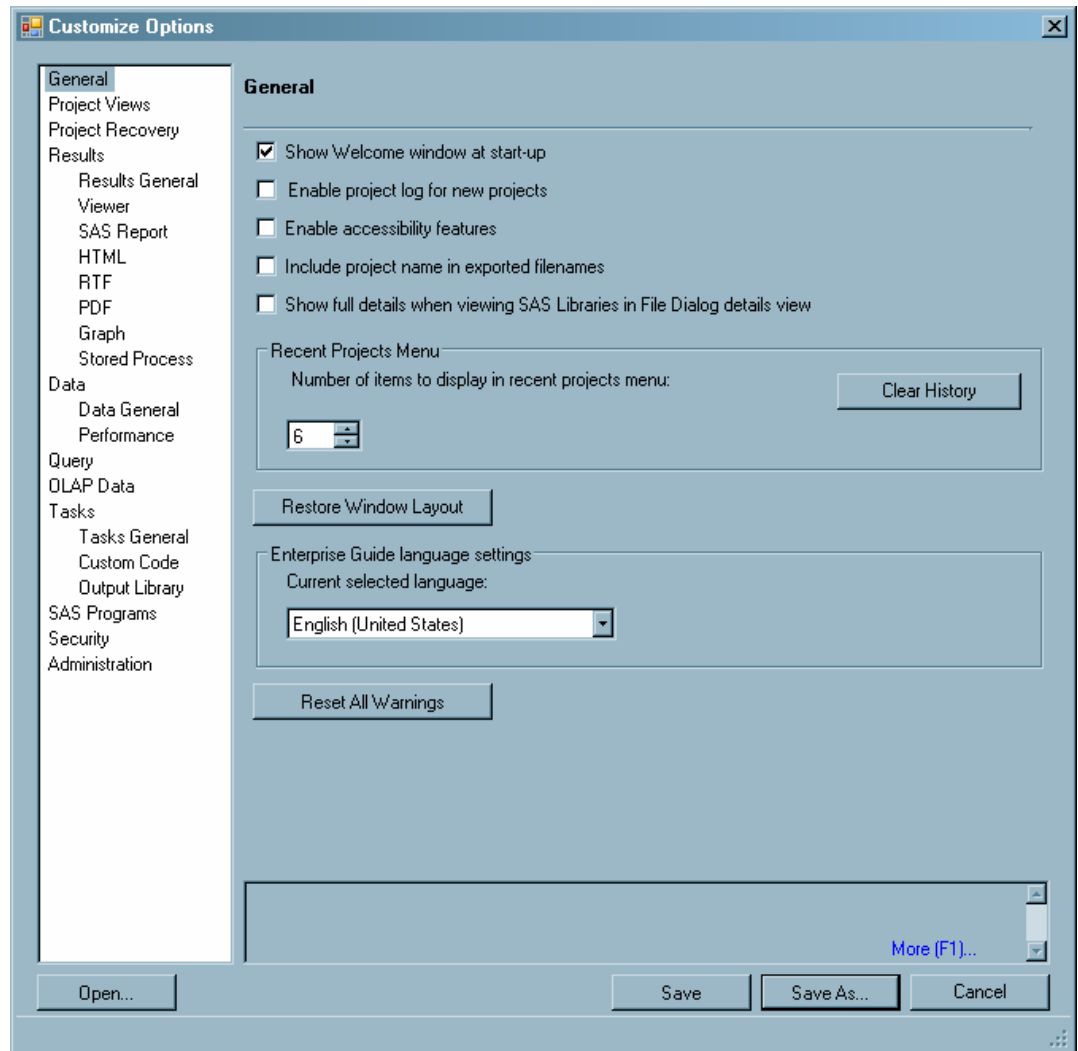 Customize Options
General
Project Views
Project Recovery
Results
Results General
Viewer
SAS Report
HTML
RTF
PDF
Graph
Stored Process
Data
Data General
Performance
Query
OLAP Data
Tasks
Tasks General
Custom Code
Output Library
SAS Programs
Security
Administration
General
Show Welcome window at start-up
Enable project log for new projects
Enable accessibility features
Include project name in exported filenames
Show full details when viewing SAS Libraries in File Dialog details view
Recent Projects Menu
Number of items to display in recent projects menu:
Clear History
6
Restore Window Layout
Enterprise Guide language settings
Current selected language:
English (United States)
Reset All Warnings
More (F1)...
Open...
Save
Save As...
Cancel